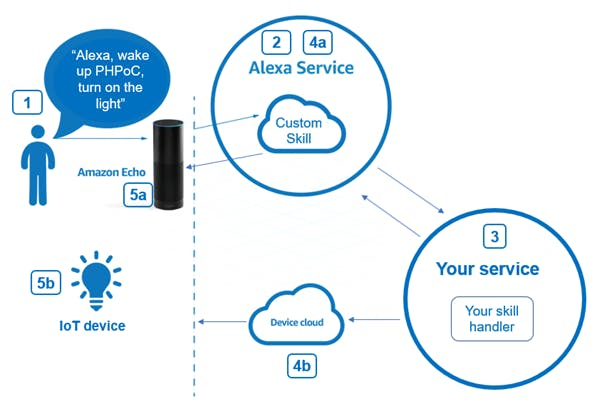 “Alexa, wake
up PHPoC,
turn on the
light”
1
2
4a
Alexa Service
Custom
Skill
Amazon Echo
5a
3
Your service
Your skill
handler
5b
IoT device
Device cloud
4b